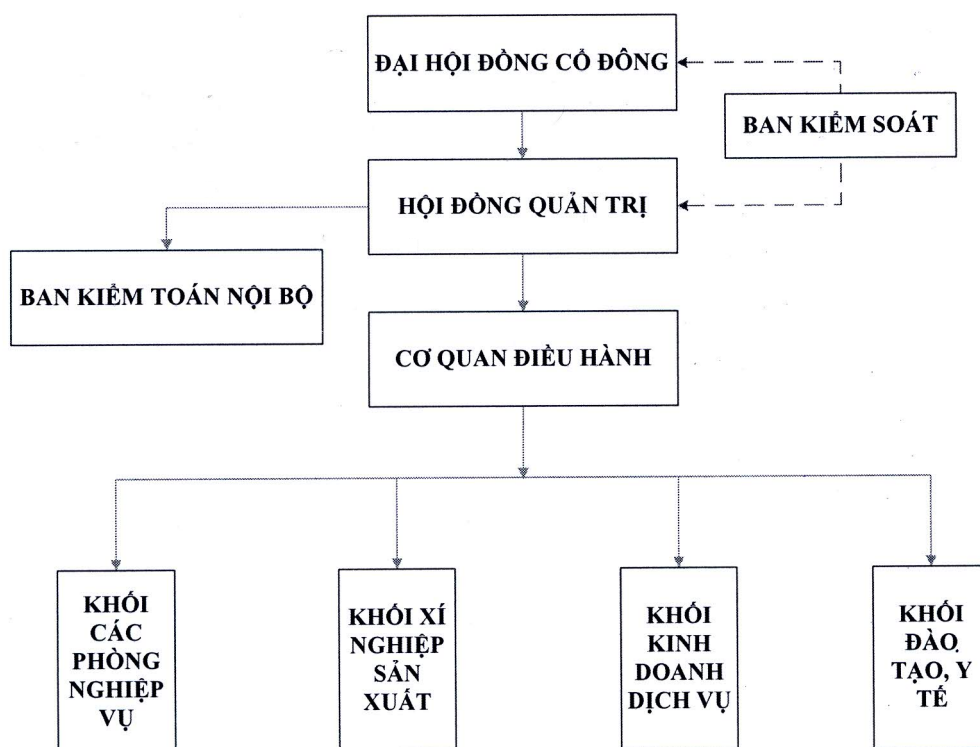 ĐẠI HỘI ĐỒNG CỔ ĐÔNG
BAN KIỂM SOÁT
HỘI ĐỒNG QUẢN TRỊ
BAN KIỂM TOÁN NỘI BỘ
CƠ QUAN ĐIỀU HÀNH
KHỐI
CÁC
PHÒNG
NGHIỆP
VỤ
KHỐI XÍ
NGHIỆP
SẢN
XUẤT
KHỐI
KINH
DOANH
DỊCH VỤ
KHỐI
ĐÀO
TẠO, Y
TẾ